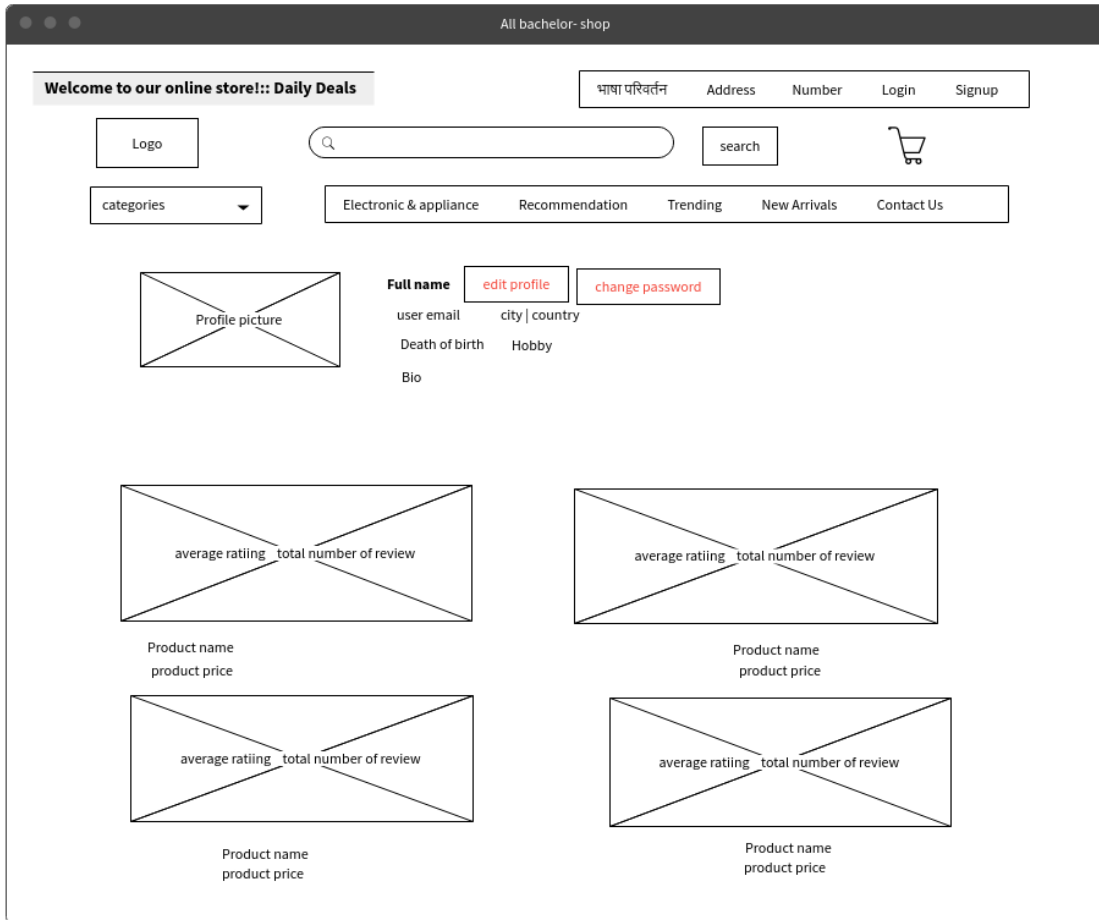 All bachelor- shop
Welcome to our online store!:: Daily Deals
भाषा परिवर्तन Address Number Login Signup
Logo
search
categories
Electronic & appliance Recommendation Trending New Arrivals Contact Us
Profile picture
Full name edit profile change password
user email city | country
Death of birth Hobby
Bio
average ratiing total number of review
average ratiing total number of review
Product name
product price
Product name
product price
average ratiing total number of review
average ratiing total number of review
Product name
product price
Product name
product price